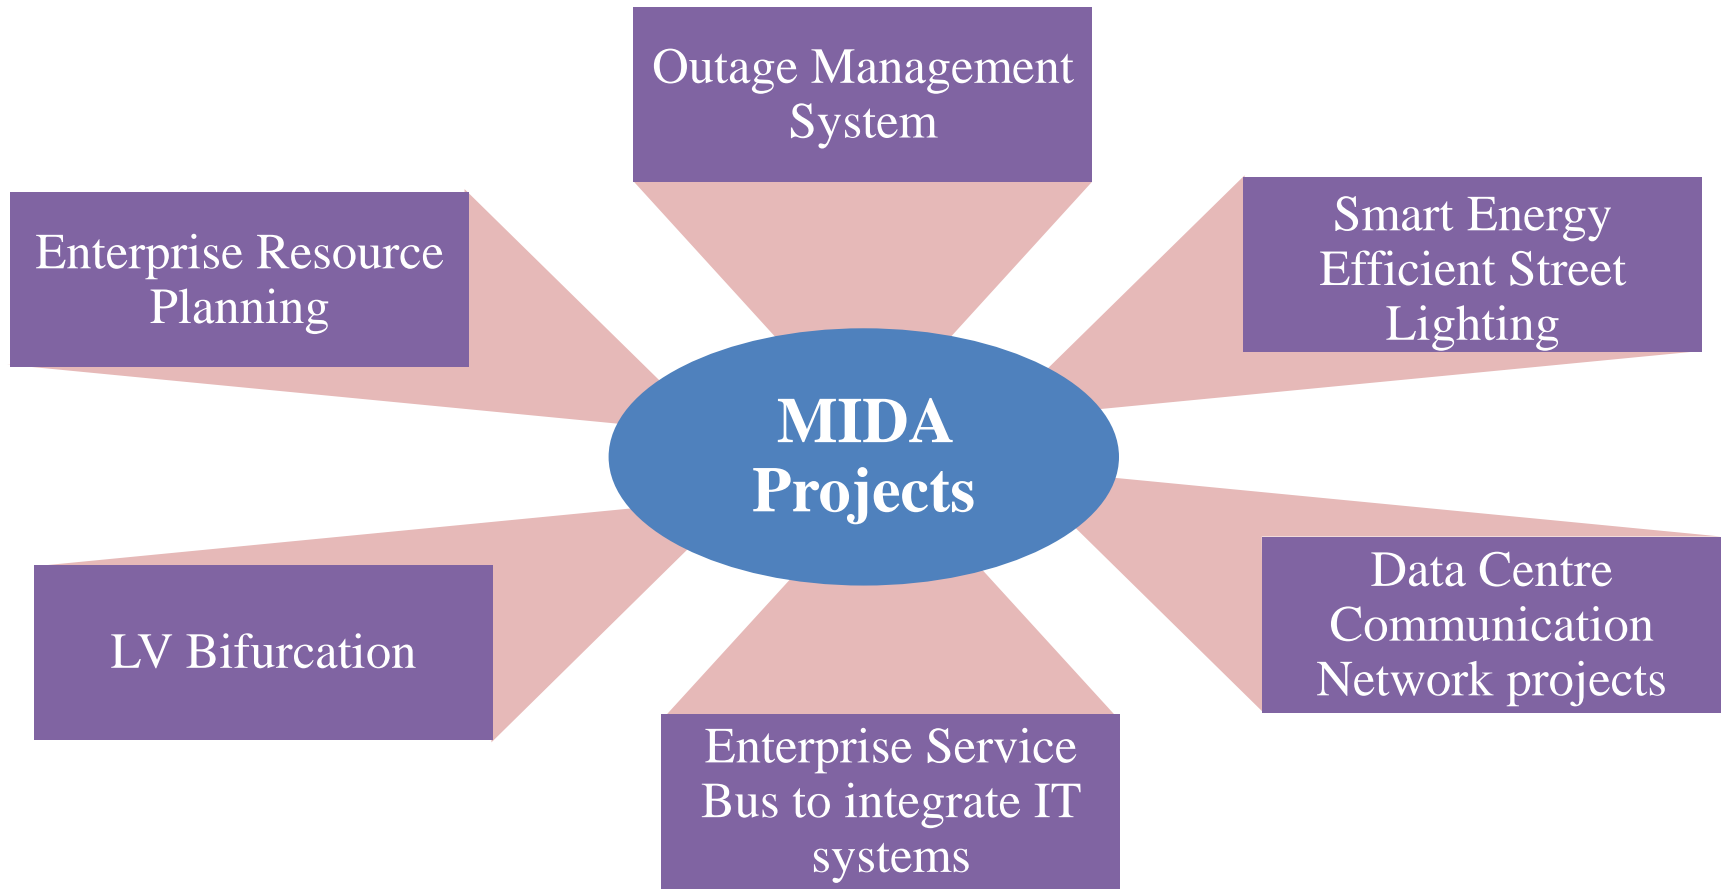 Outage Management
System
Enterprise Resource
Planning
Smart Energy
Efficient Street
Lighting
MIDA
Projects
LV Bifurcation
Data Centre
Communication
Network projects
Enterprise Service
Bus to integrate IT
systems